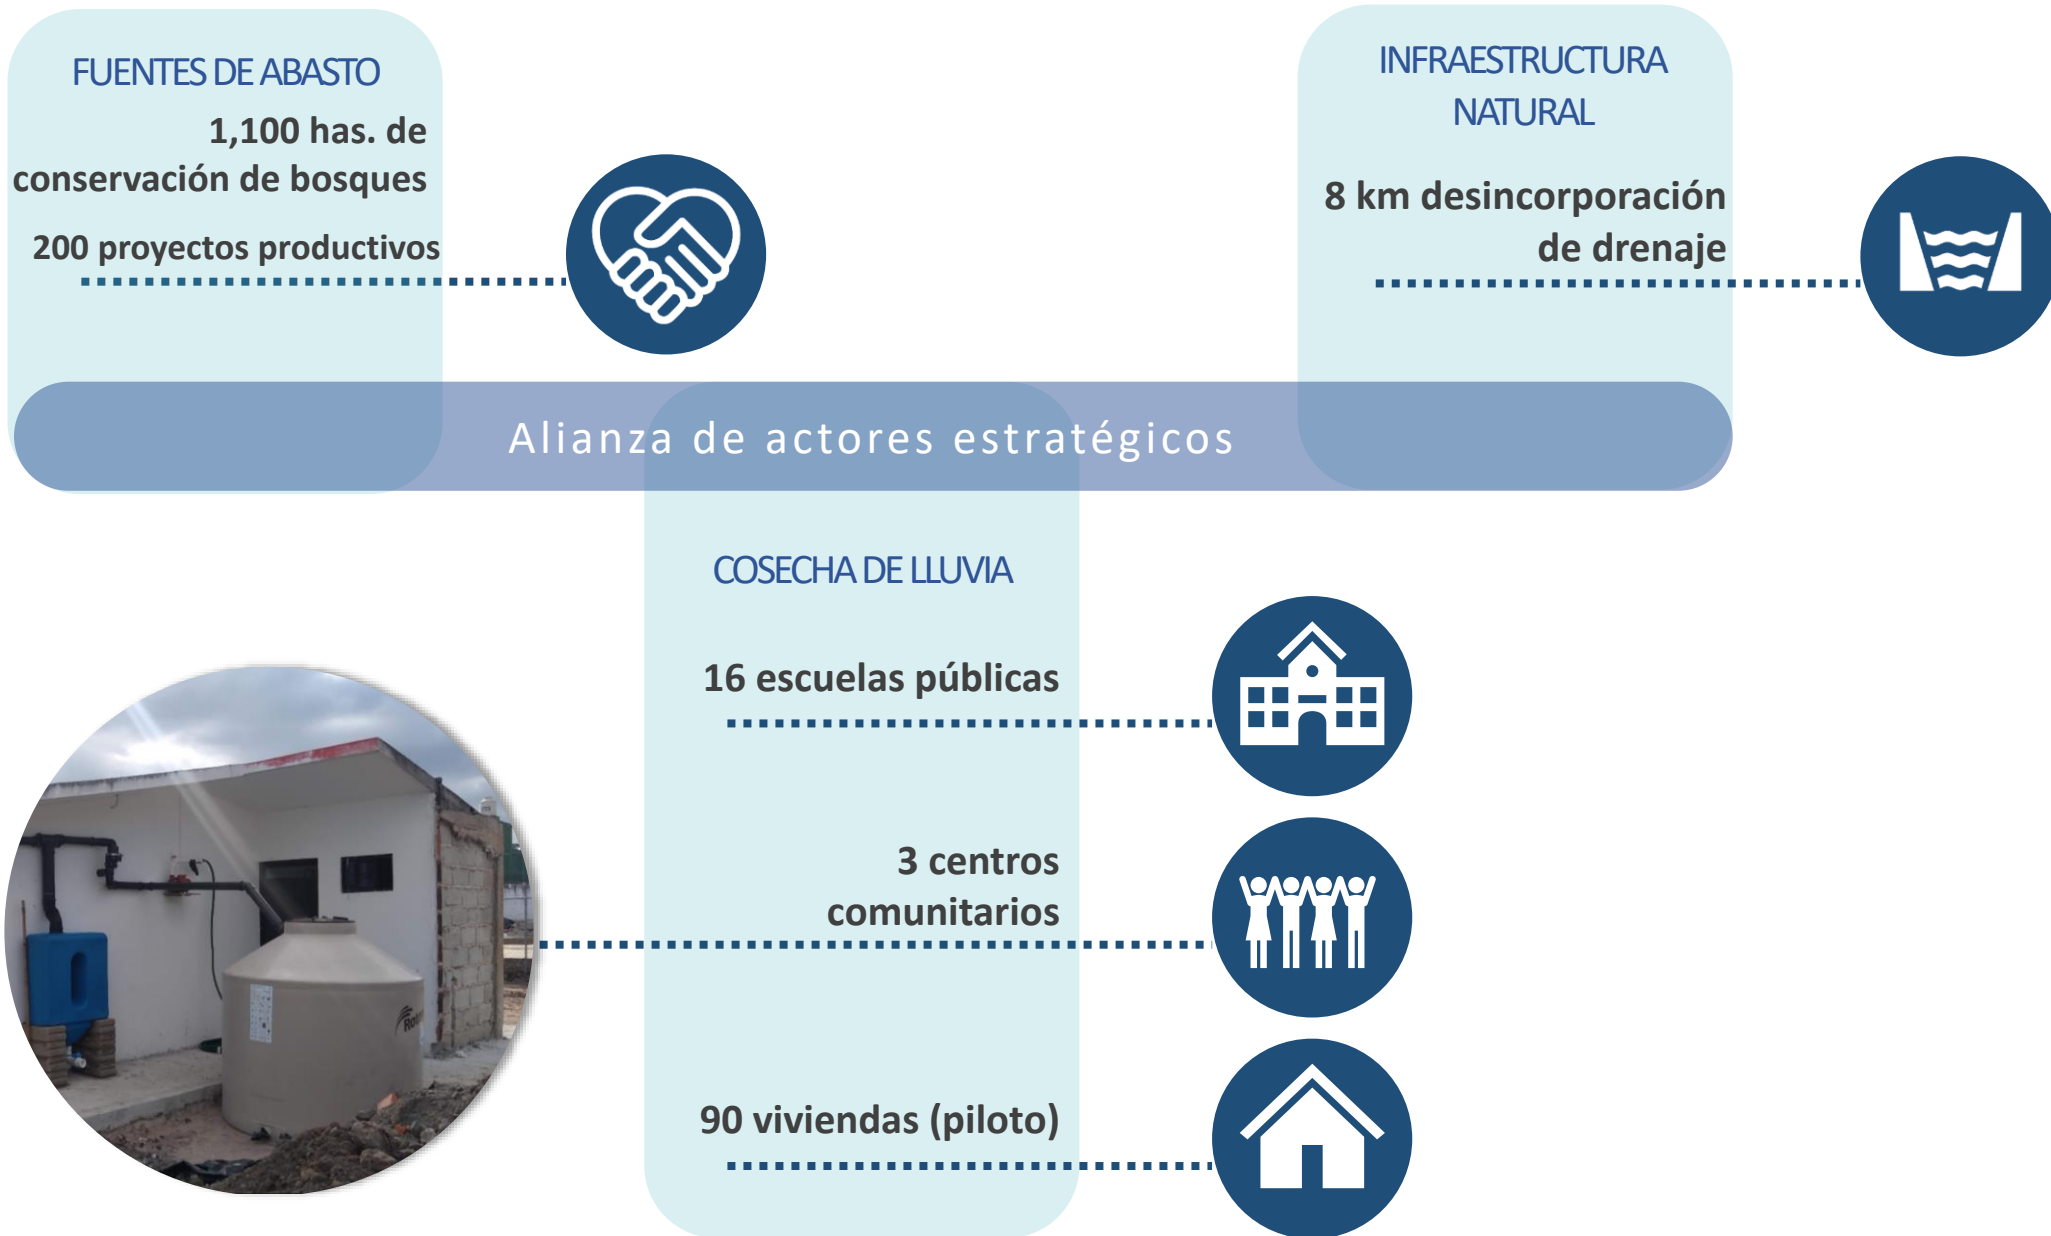 FUENTES DE ABASTO
1,100 has. de
conservación de bosques
200 proyectos productivos
INFRAESTRUCTURA
NATURAL
8 km desincorporación
de drenaje
Alianza de actores estratégicos
COSECHA DE LLUVIA
16 escuelas públicas
3 centros
comunitarios
90 viviendas (piloto)